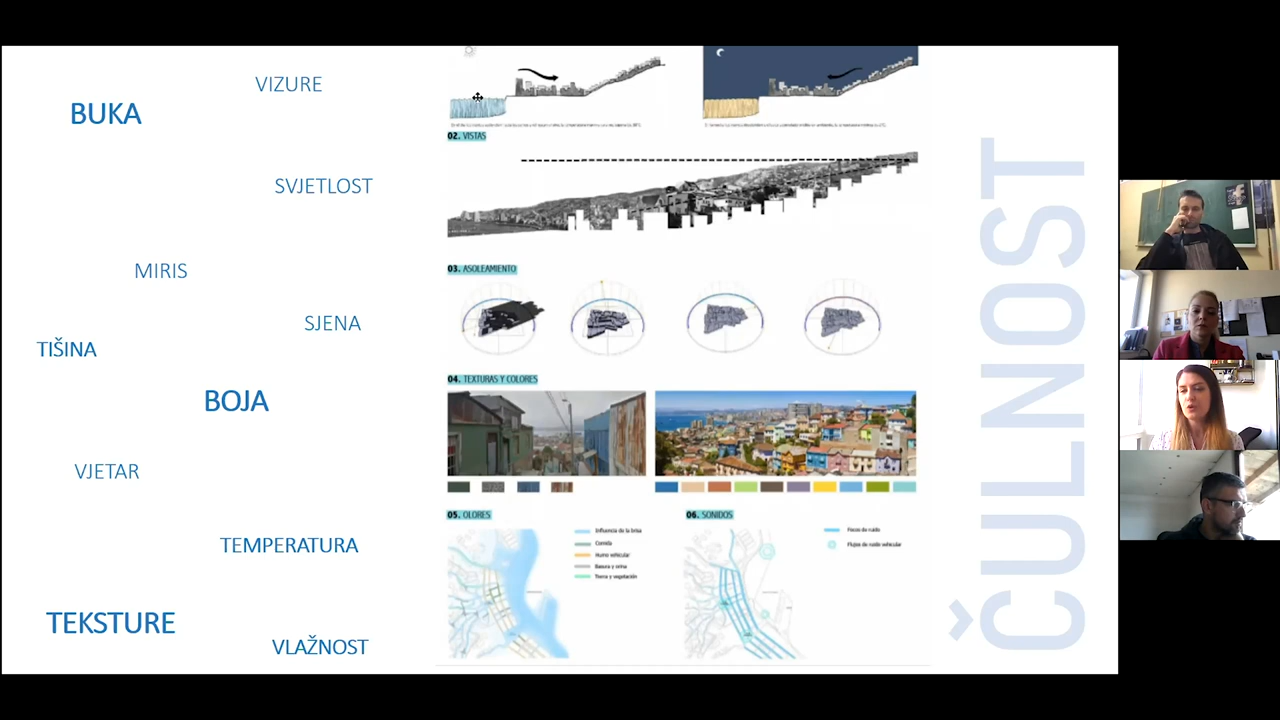 VIZURE
BUKA
SVJETLOST
MIRIS
SJENA
TIŠINA
BOJA
VJETAR
TEMPERATURA
TEKSTURE
VLAŽNOST
02. VISTAS
03. ASOLEAMIENTO
04. TEXTURAS Y COLORES
05. OLORES
Influencia de la brisa
Comida
Humo vehicular
Basura y orina
Tierra y vegetación
06. SONIDOS
Focos de ruido
Flujos de ruido vehicular
ČULNOST